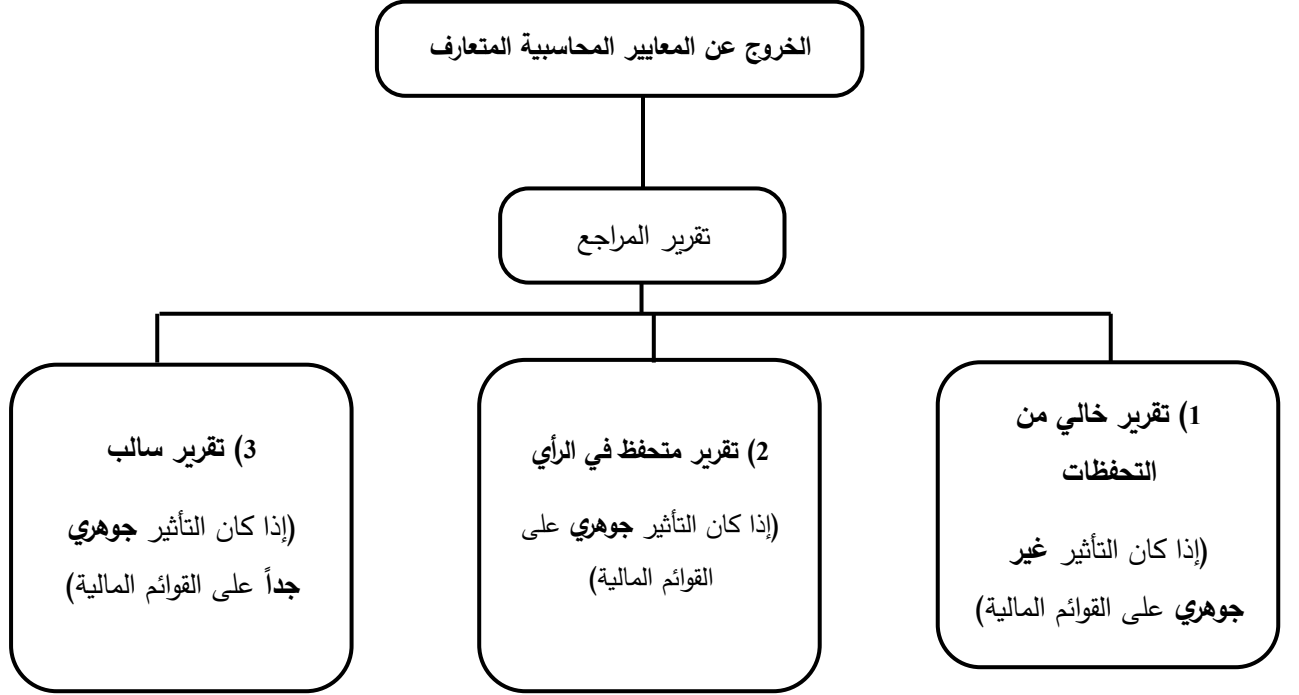 الخروج عن المعايير المحاسبية المتعارف
تقرير المراجع
1) تقرير خالي من
التحفظات
(إذا كان التأثير غير
جوهري على القوائم المالية)
2) تقرير متحفظ في الرأي
(إذا كان التأثير جوهري على
القوائم المالية)
3) تقرير سالب
(إذا كان التأثير جوهري
جداً على القوائم المالية)